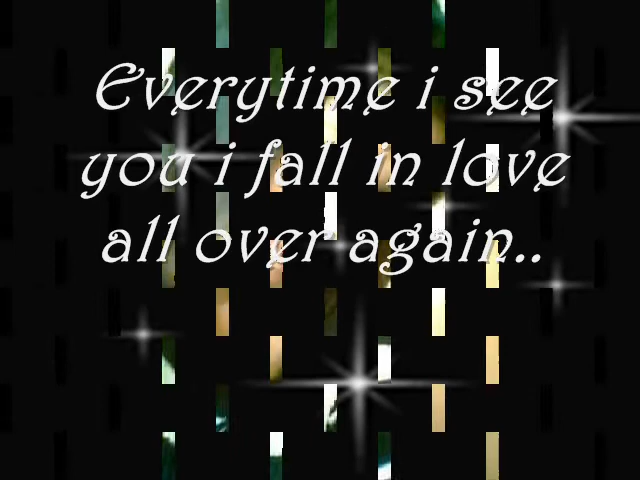 Everytime i see
you i fall in love
all over again..